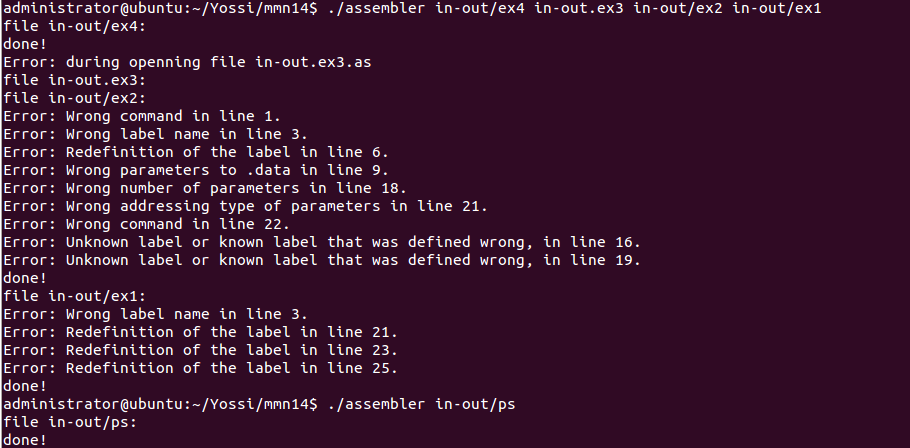 administrator@ubuntu:~/Yossi/mmn14$ ./assembler in-out/ex4 in-out.ex3 in-out/ex2 in-out/ex1
file in-out/ex4:
done!
Error: during openning file in-out.ex3.as
file in-out.ex3:
file in-out/ex2:
Error: Wrong command in line 1.
Error: Wrong label name in line 3.
Error: Redefinition of the label in line 6.
Error: Wrong parameters to .data in line 9.
Error: Wrong number of parameters in line 18.
Error: Wrong addressing type of parameters in line 21.
Error: Wrong command in line 22.
Error: Unknown label or known label that was defined wrong, in line 16.
Error: Unknown label or known label that was defined wrong, in line 19.
done!
file in-out/ex1:
Error: Wrong label name in line 3.
Error: Redefinition of the label in line 21.
Error: Redefinition of the label in line 23.
Error: Redefinition of the label in line 25.
done!
administrator@ubuntu:~/Yossi/mmn14$ ./assembler in-out/ps
file in-out/ps:
done!